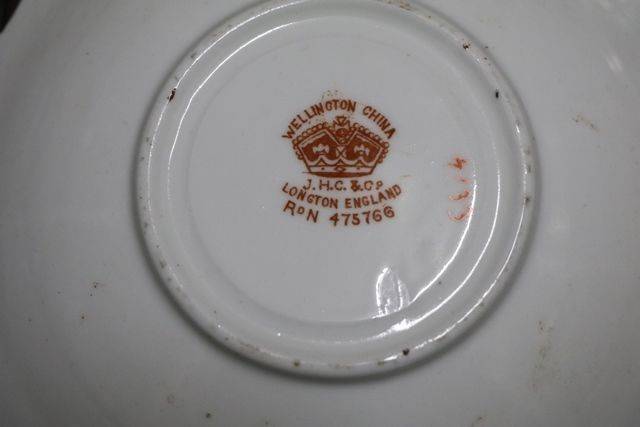 WELLINGTON CHINA
J.H.C. & Co
LONGTON ENGLAND
RDN 475766